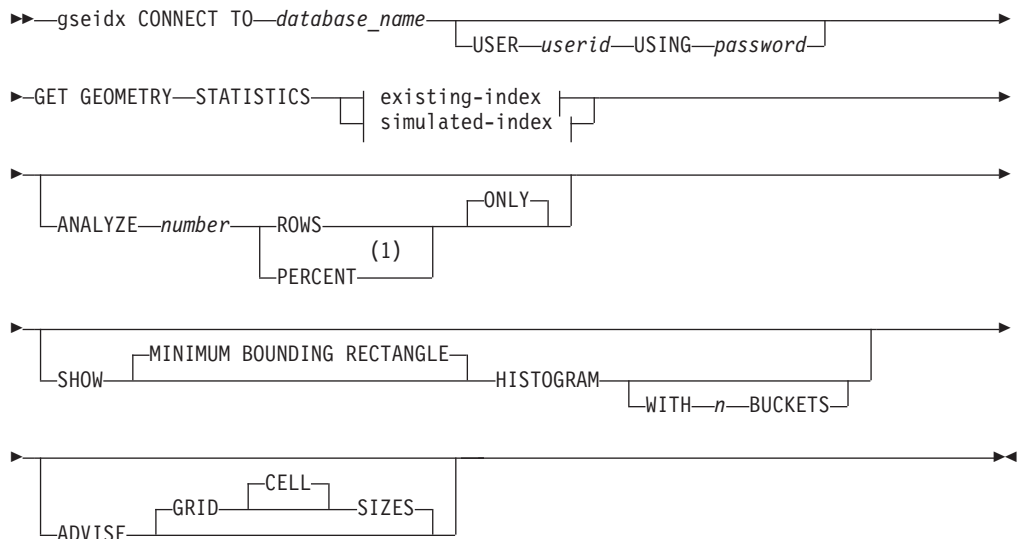 gseidx CONNECT TO database_name
USER userid USING password
GET GEOMETRY STATISTICS existing-index
simulated-index
ONLY
ANALYZE number ROWS
(1)
PERCENT
MINIMUM BOUNDING RECTANGLE
SHOW HISTOGRAM
WITH n BUCKETS
CELL
GRID SIZES
ADVISE